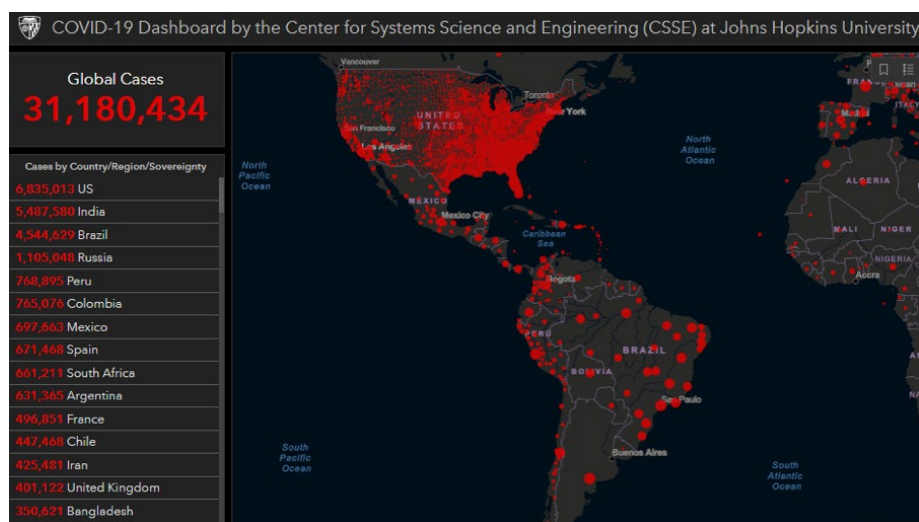 COVID-19 Dashboard by the Center for Systems Science and Engineering (CSSE) at Johns Hopkins University
Global Cases
31,180,434
Cases by Country/Region/Sovereignty
6,835,013 US
5,487,580 India
4,544,629 Brazil
1,105,048 Russia
768,895 Peru
765,076 Colombia
697,663 Mexico
671,468 Spain
661,211 South Africa
631,365 Argentina
496,851 France
447,468 Chile
425,481 Iran
401,122 United Kingdom
350,621 Bangladesh
Vancouver
Toronto
New York
UNITED
STATES
San Francisco
Los Angeles
North
Pacific
Ocean
North
Atlantic
Ocean
MÉXICO
Mexico City
Caribbean
Sea
Bogota
PERU
BRAZIL
BOLIVIA
Sao Paulo
Buenos Aires
South
Pacific
Ocean
South
Atlantic
Ocean
Madrid
ITALY
ALGERIA
MALI
NIGER
NIGERIA
Accra